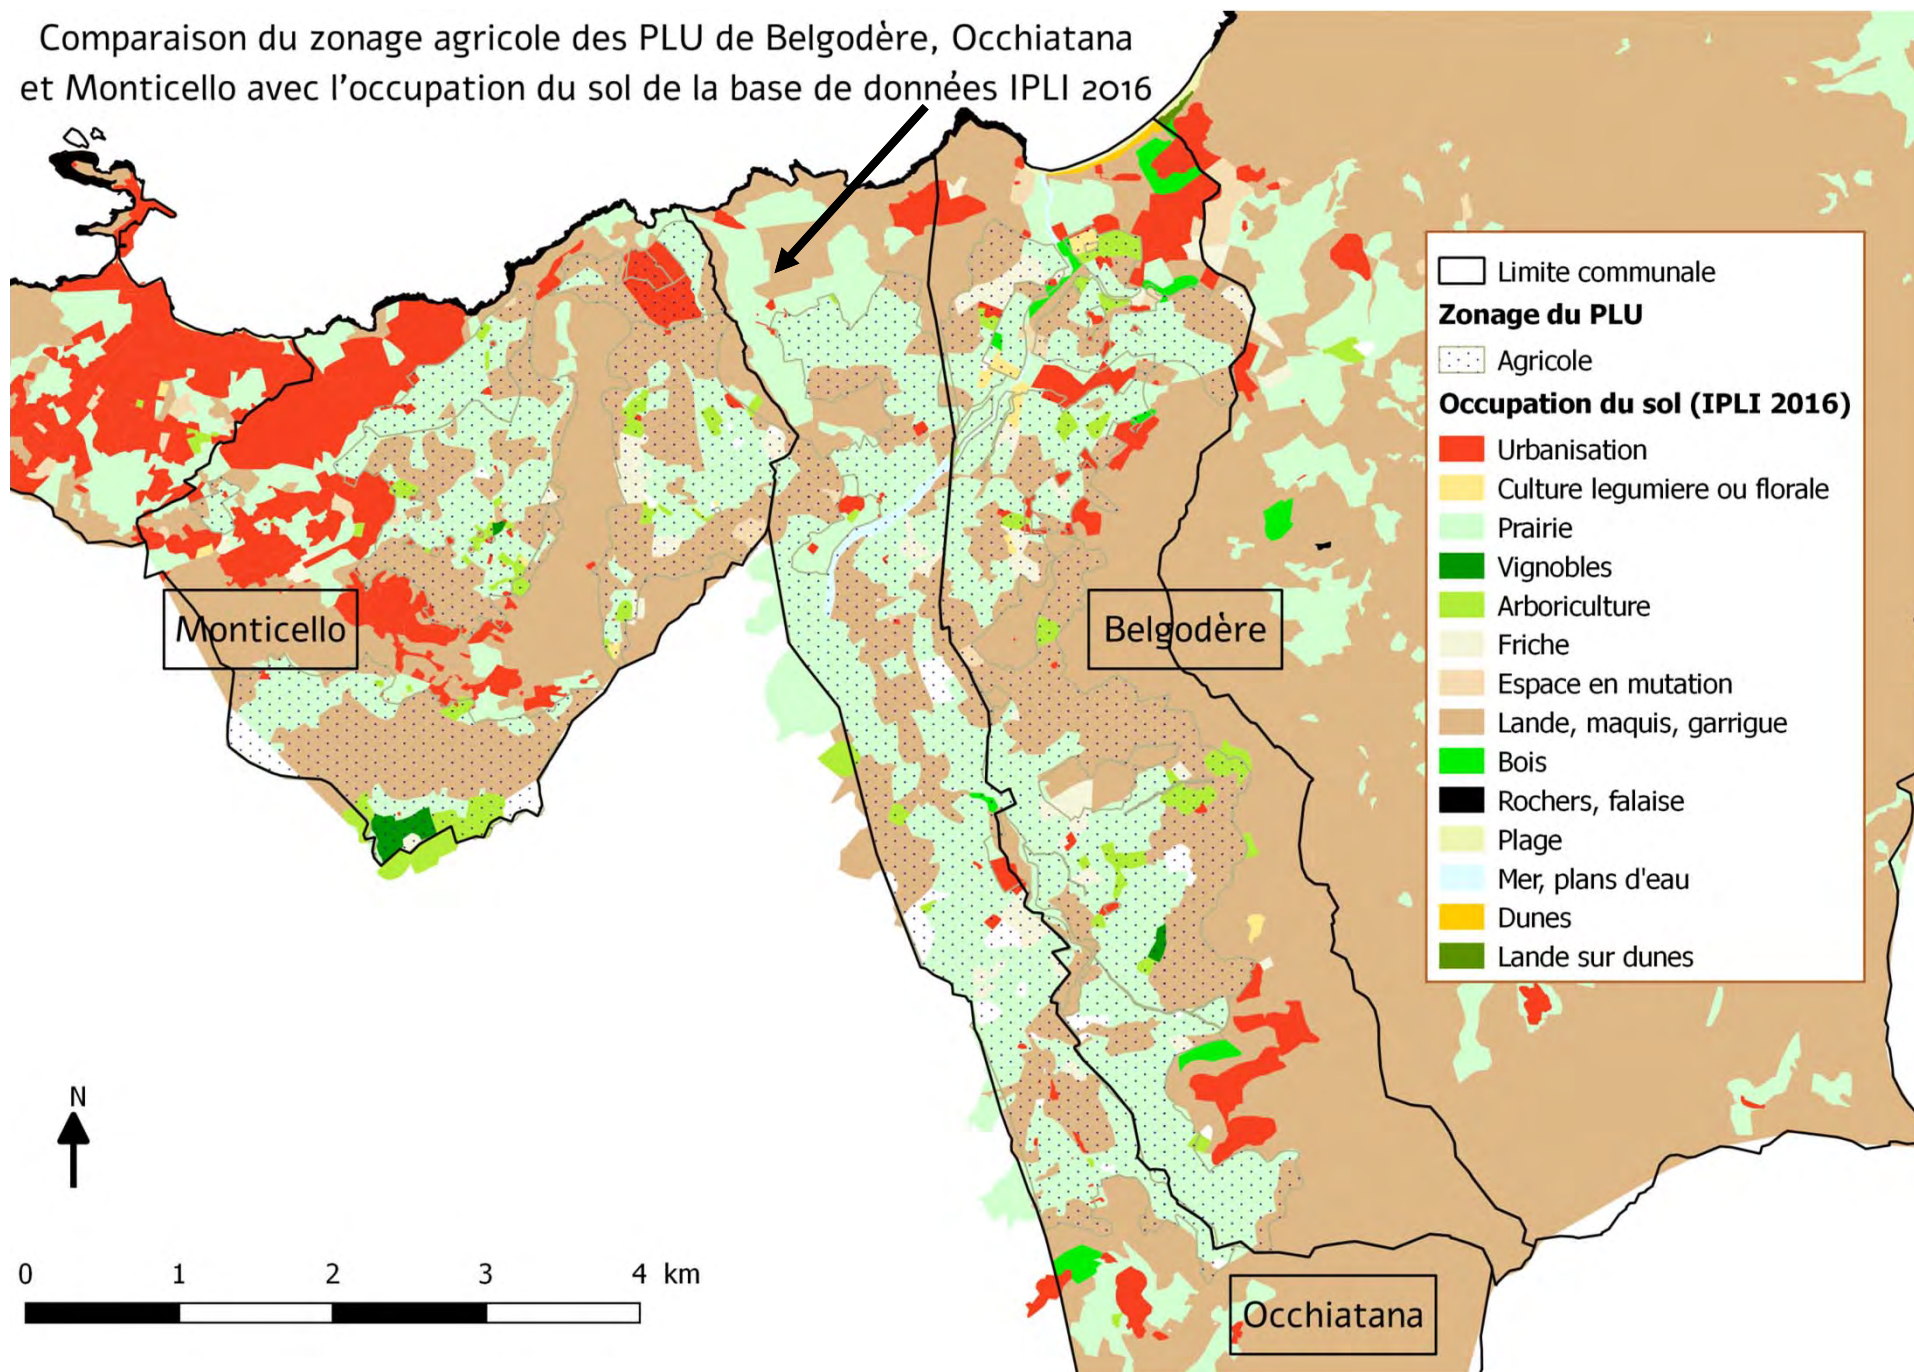 Comparaison du zonage agricole des PLU de Belgodère, Occhiatana
et Monticello avec l'occupation du sol de la base de données IPLI 2016
Limite communale
Zonage du PLU
Agricole
Occupation du sol (IPLI 2016)
Urbanisation
Culture legumiere ou florale
Prairie
Vignobles
Arboriculture
Friche
Espace en mutation
Lande, maquis, garrigue
Bois
Rochers, falaise
Plage
Mer, plans d'eau
Dunes
Lande sur dunes
Monticello
Belgodère
Occhiatana
N
0 1 2 3 4 km